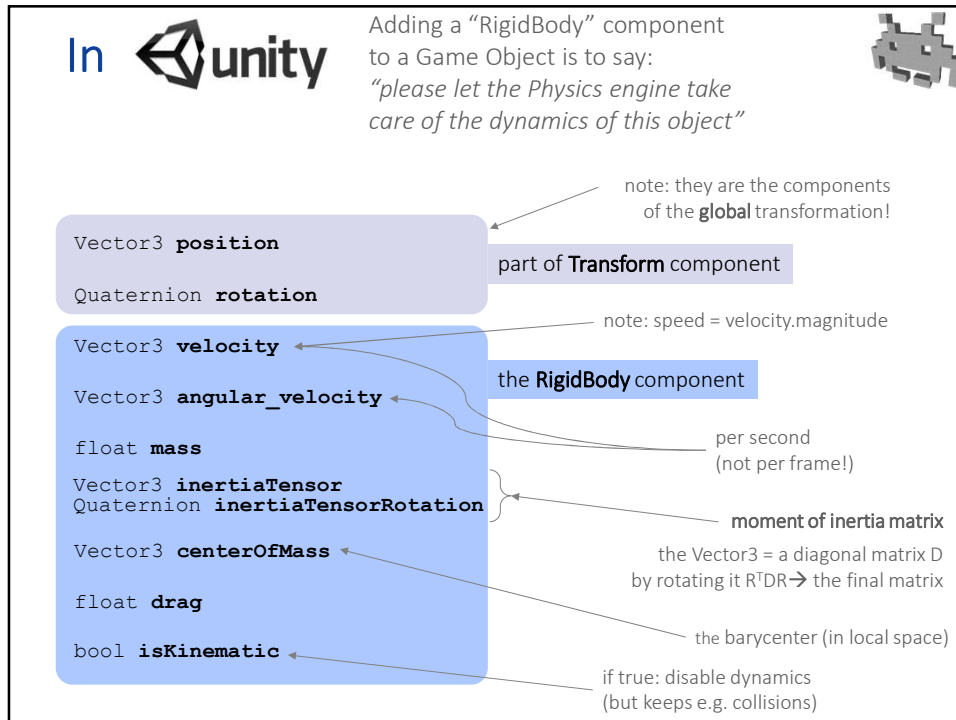 In unity
Adding a “RigidBody” component
to a Game Object is to say:
“please let the Physics engine take
care of the dynamics of this object”
note: they are the components
of the global transformation!
Vector3 position
part of Transform component
Quaternion rotation
note: speed = velocity.magnitude
Vector3 velocity
the RigidBody component
Vector3 angular_velocity
per second
(not per frame!)
float mass
Vector3 inertiaTensor
Quaternion inertiaTensorRotation
moment of inertia matrix
the Vector3 = a diagonal matrix D
by rotating it RᵀDR→ the final matrix
Vector3 centerOfMass
float drag
the barycenter (in local space)
bool isKinematic
if true: disable dynamics
(but keeps e.g. collisions)